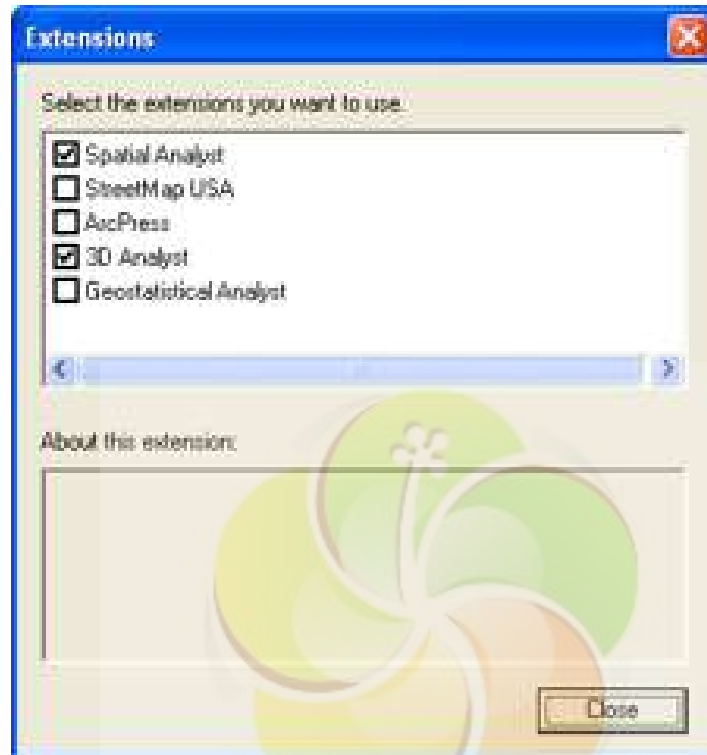 Extensions
Select the extensions you want to use.
Spatial Analyst
StreetMap USA
ArcPress
3D Analyst
Geostatistical Analyst
About this extension:
Close